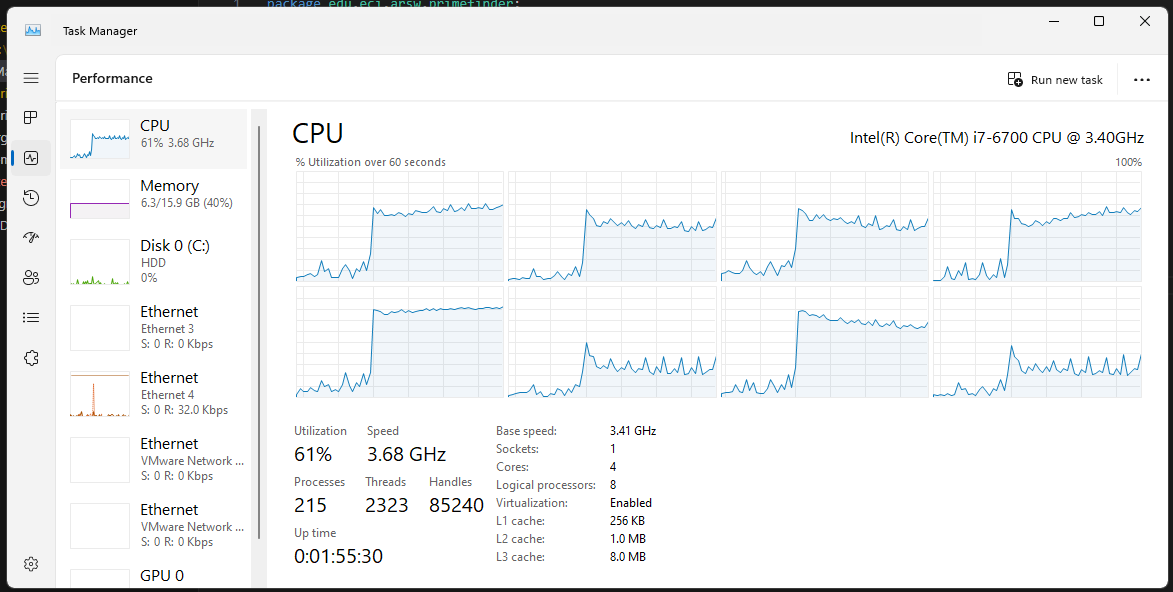 package edu.eci.arsw.primefinder;
Task Manager
Performance
Run new task
CPU
61% 3.68 GHz
Memory
6.3/15.9 GB (40%)
Disk 0 (C:)
HDD
0%
Ethernet
Ethernet 3
S: 0 R: 0 Kbps
Ethernet
Ethernet 4
S: 0 R: 32.0 Kbps
Ethernet
VMware Network ...
S: 0 R: 0 Kbps
Ethernet
VMware Network ...
S: 0 R: 0 Kbps
GPU 0
CPU
Intel(R) Core(TM) i7-6700 CPU @ 3.40GHz
% Utilization over 60 seconds
100%
Utilization
61%
Speed
3.68 GHz
Processes
215
Threads
2323
Handles
85240
Up time
0:01:55:30
Base speed: 3.41 GHz
Sockets: 1
Cores: 4
Logical processors: 8
Virtualization: Enabled
L1 cache: 256 KB
L2 cache: 1.0 MB
L3 cache: 8.0 MB